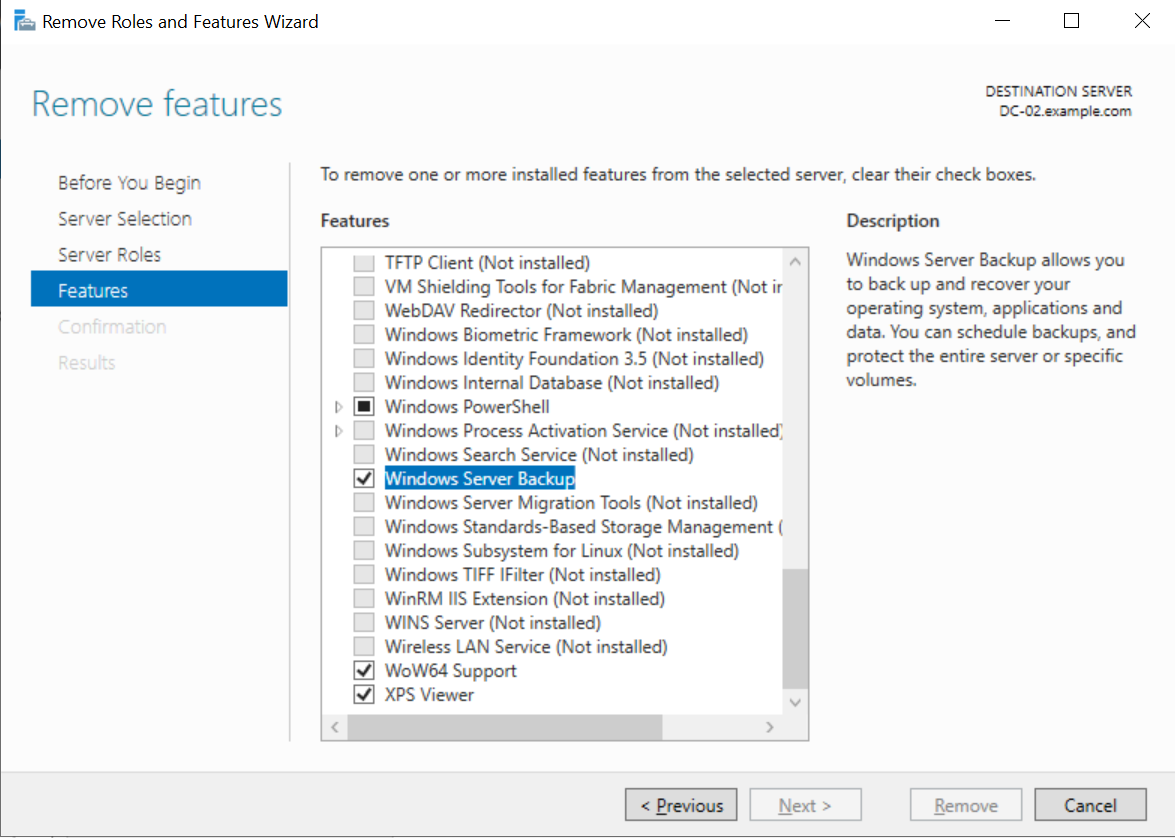 Remove Roles and Features Wizard
Remove features
DESTINATION SERVER
DC-02.example.com
Before You Begin
Server Selection
Server Roles
Features
Confirmation
Results
To remove one or more installed features from the selected server, clear their check boxes.
Features
TFTP Client (Not installed)
VM Shielding Tools for Fabric Management (Not in
WebDAV Redirector (Not installed)
Windows Biometric Framework (Not installed)
Windows Identity Foundation 3.5 (Not installed)
Windows Internal Database (Not installed)
Windows PowerShell
Windows Process Activation Service (Not installed)
Windows Search Service (Not installed)
Windows Server Backup
Windows Server Migration Tools (Not installed)
Windows Standards-Based Storage Management (
Windows Subsystem for Linux (Not installed)
Windows TIFF IFilter (Not installed)
WinRM IIS Extension (Not installed)
WINS Server (Not installed)
Wireless LAN Service (Not installed)
WoW64 Support
XPS Viewer
Description
Windows Server Backup allows you
to back up and recover your
operating system, applications and
data. You can schedule backups, and
protect the entire server or specific
volumes.
< Previous
Next >
Remove
Cancel